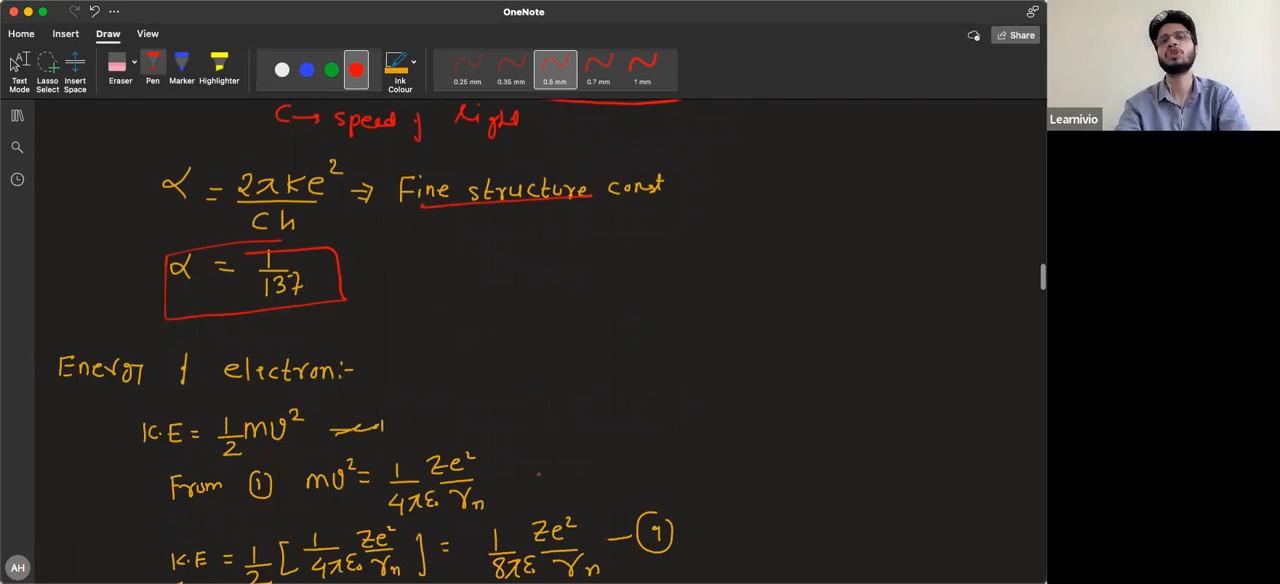 OneNote
Home Insert Draw View
Share
Text Mode
Lasso Select
Insert Space
Eraser
Pen
Marker
Highlighter
Ink Colour
0.25 mm
0.35 mm
0.5 mm
0.7 mm
1 mm
Learnivio
C → speed of light
α = 2πke² / Ch ⇒ Fine structure const
α = 1/137
Energy of electron:-
K.E = 1/2 mv²
From ① mv² = 1/4πε₀ Ze²/rₙ
K.E = 1/2 [ 1/4πε₀ Ze²/rₙ ] = 1/8πε₀ Ze²/rₙ — ⑨
AH